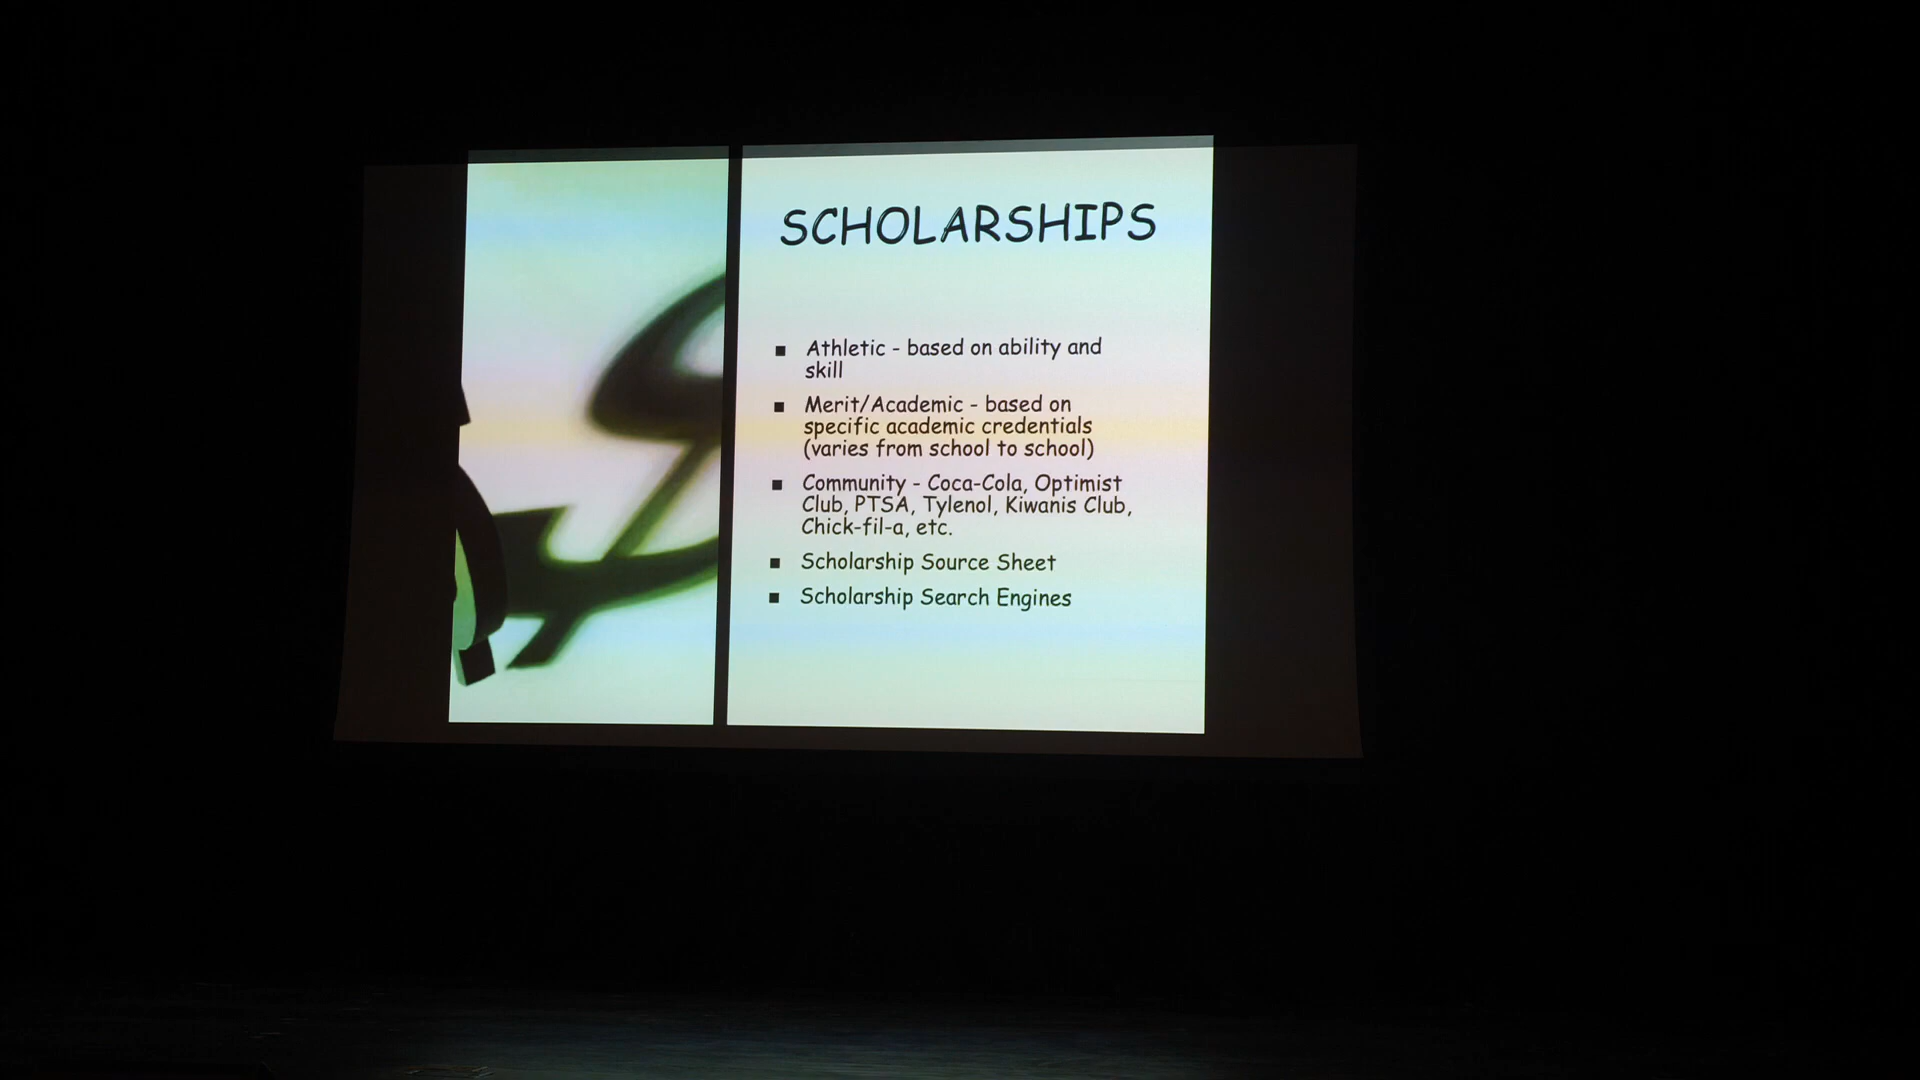 SCHOLARSHIPS
■ Athletic - based on ability and
skill
■ Merit/Academic - based on
specific academic credentials
(varies from school to school)
■ Community - Coca-Cola, Optimist
Club, PTSA, Tylenol, Kiwanis Club,
Chick-fil-a, etc.
■ Scholarship Source Sheet
■ Scholarship Search Engines